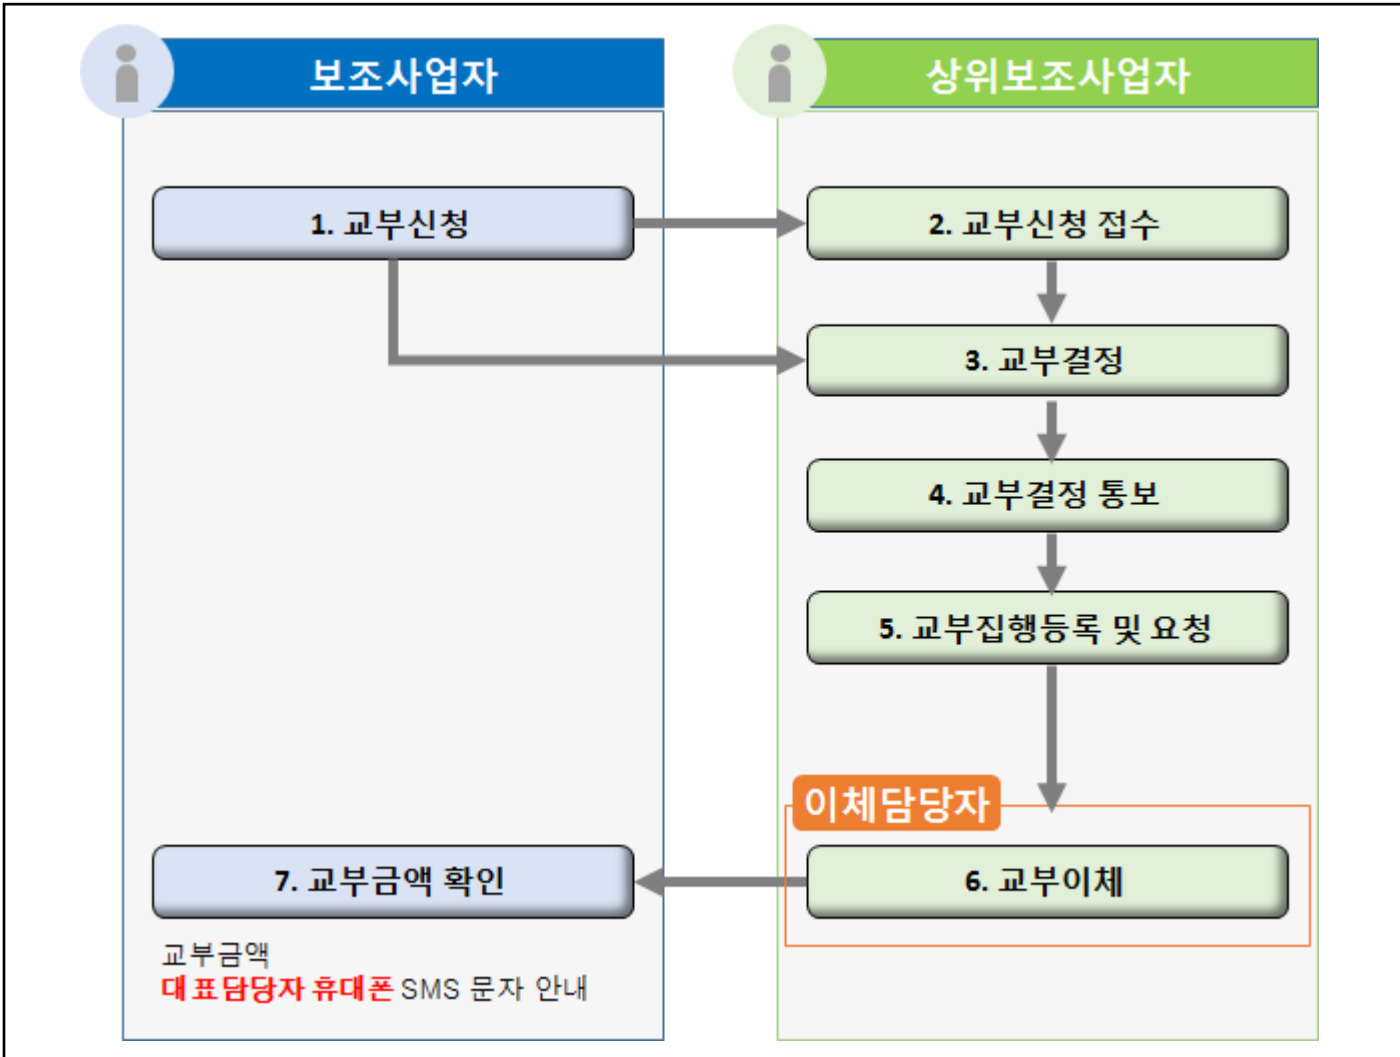 보조사업자
상위보조사업자
1. 교부신청
2. 교부신청 접수
3. 교부결정
4. 교부결정 통보
5. 교부집행등록 및 요청
이체담당자
7. 교부금액 확인
6. 교부이체
교부금액
대표담당자 휴대폰 SMS 문자 안내